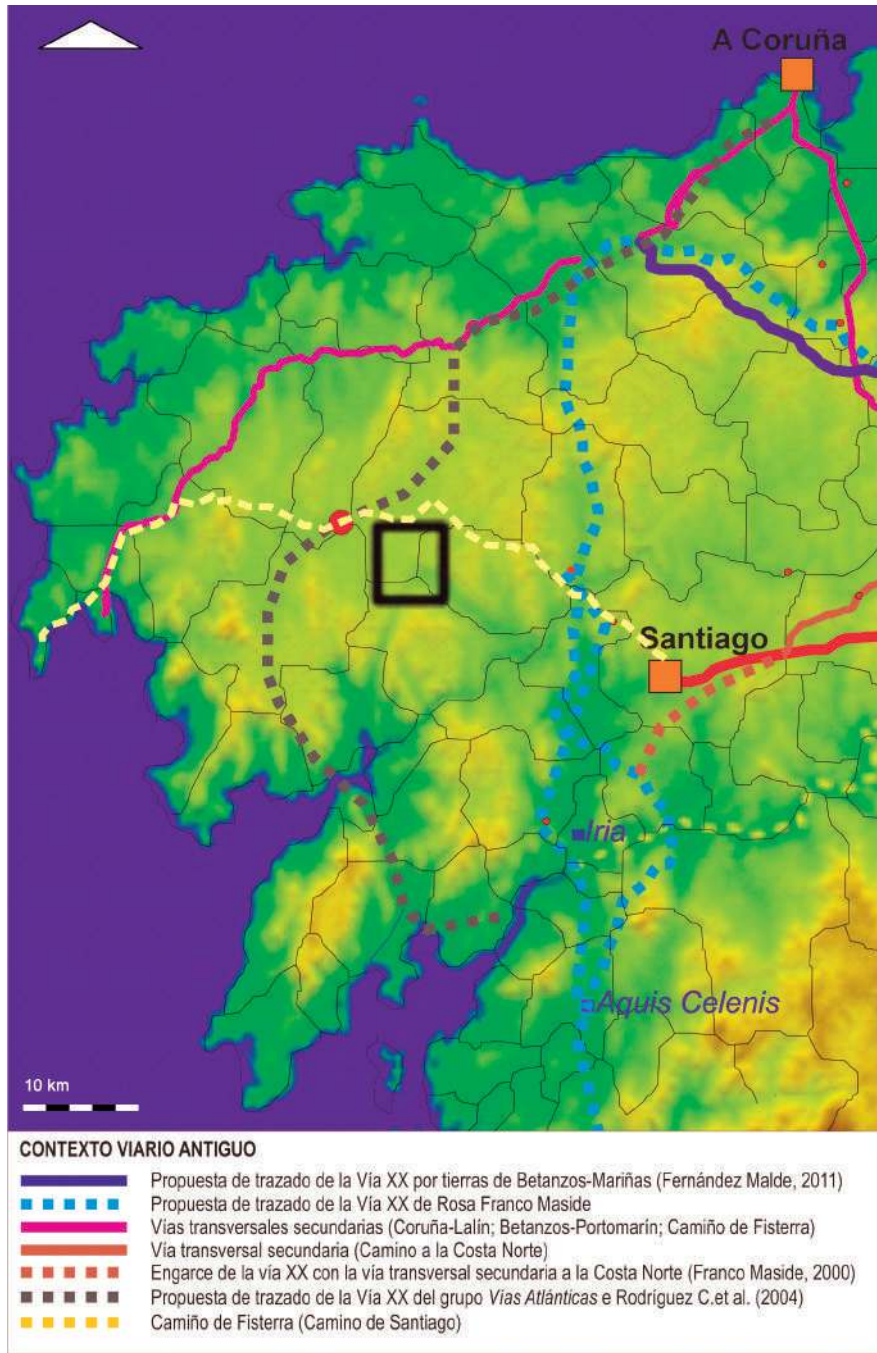 A Coruña
Santiago
Iria
Aquis Celenis
10 km
CONTEXTO VIARIO ANTIGUO
Propuesta de trazado de la Vía XX por tierras de Betanzos-Mariñas (Fernández Malde, 2011)
Propuesta de trazado de la Vía XX de Rosa Franco Maside
Vías transversales secundarias (Coruña-Lalín; Betanzos-Portomarín; Camiño de Fisterra)
Vía transversal secundaria (Camino a la Costa Norte)
Engarce de la vía XX con la vía transversal secundaria a la Costa Norte (Franco Maside, 2000)
Propuesta de trazado de la Vía XX del grupo Vias Atlánticas e Rodríguez C.et al. (2004)
Camiño de Fisterra (Camino de Santiago)